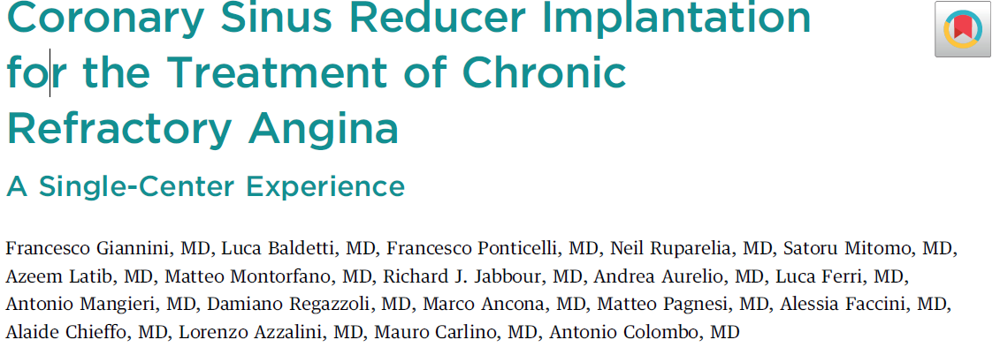 Coronary Sinus Reducer Implantation
for the Treatment of Chronic
Refractory Angina
A Single-Center Experience
Francesco Giannini, MD, Luca Baldetti, MD, Francesco Ponticelli, MD, Neil Ruparelia, MD, Satoru Mitomo, MD,
Azeem Latib, MD, Matteo Montorfano, MD, Richard J. Jabbour, MD, Andrea Aurelio, MD, Luca Ferri, MD,
Antonio Mangieri, MD, Damiano Regazzoli, MD, Marco Ancona, MD, Matteo Pagnesi, MD, Alessia Faccini, MD,
Alaide Chieffo, MD, Lorenzo Azzalini, MD, Mauro Carlino, MD, Antonio Colombo, MD